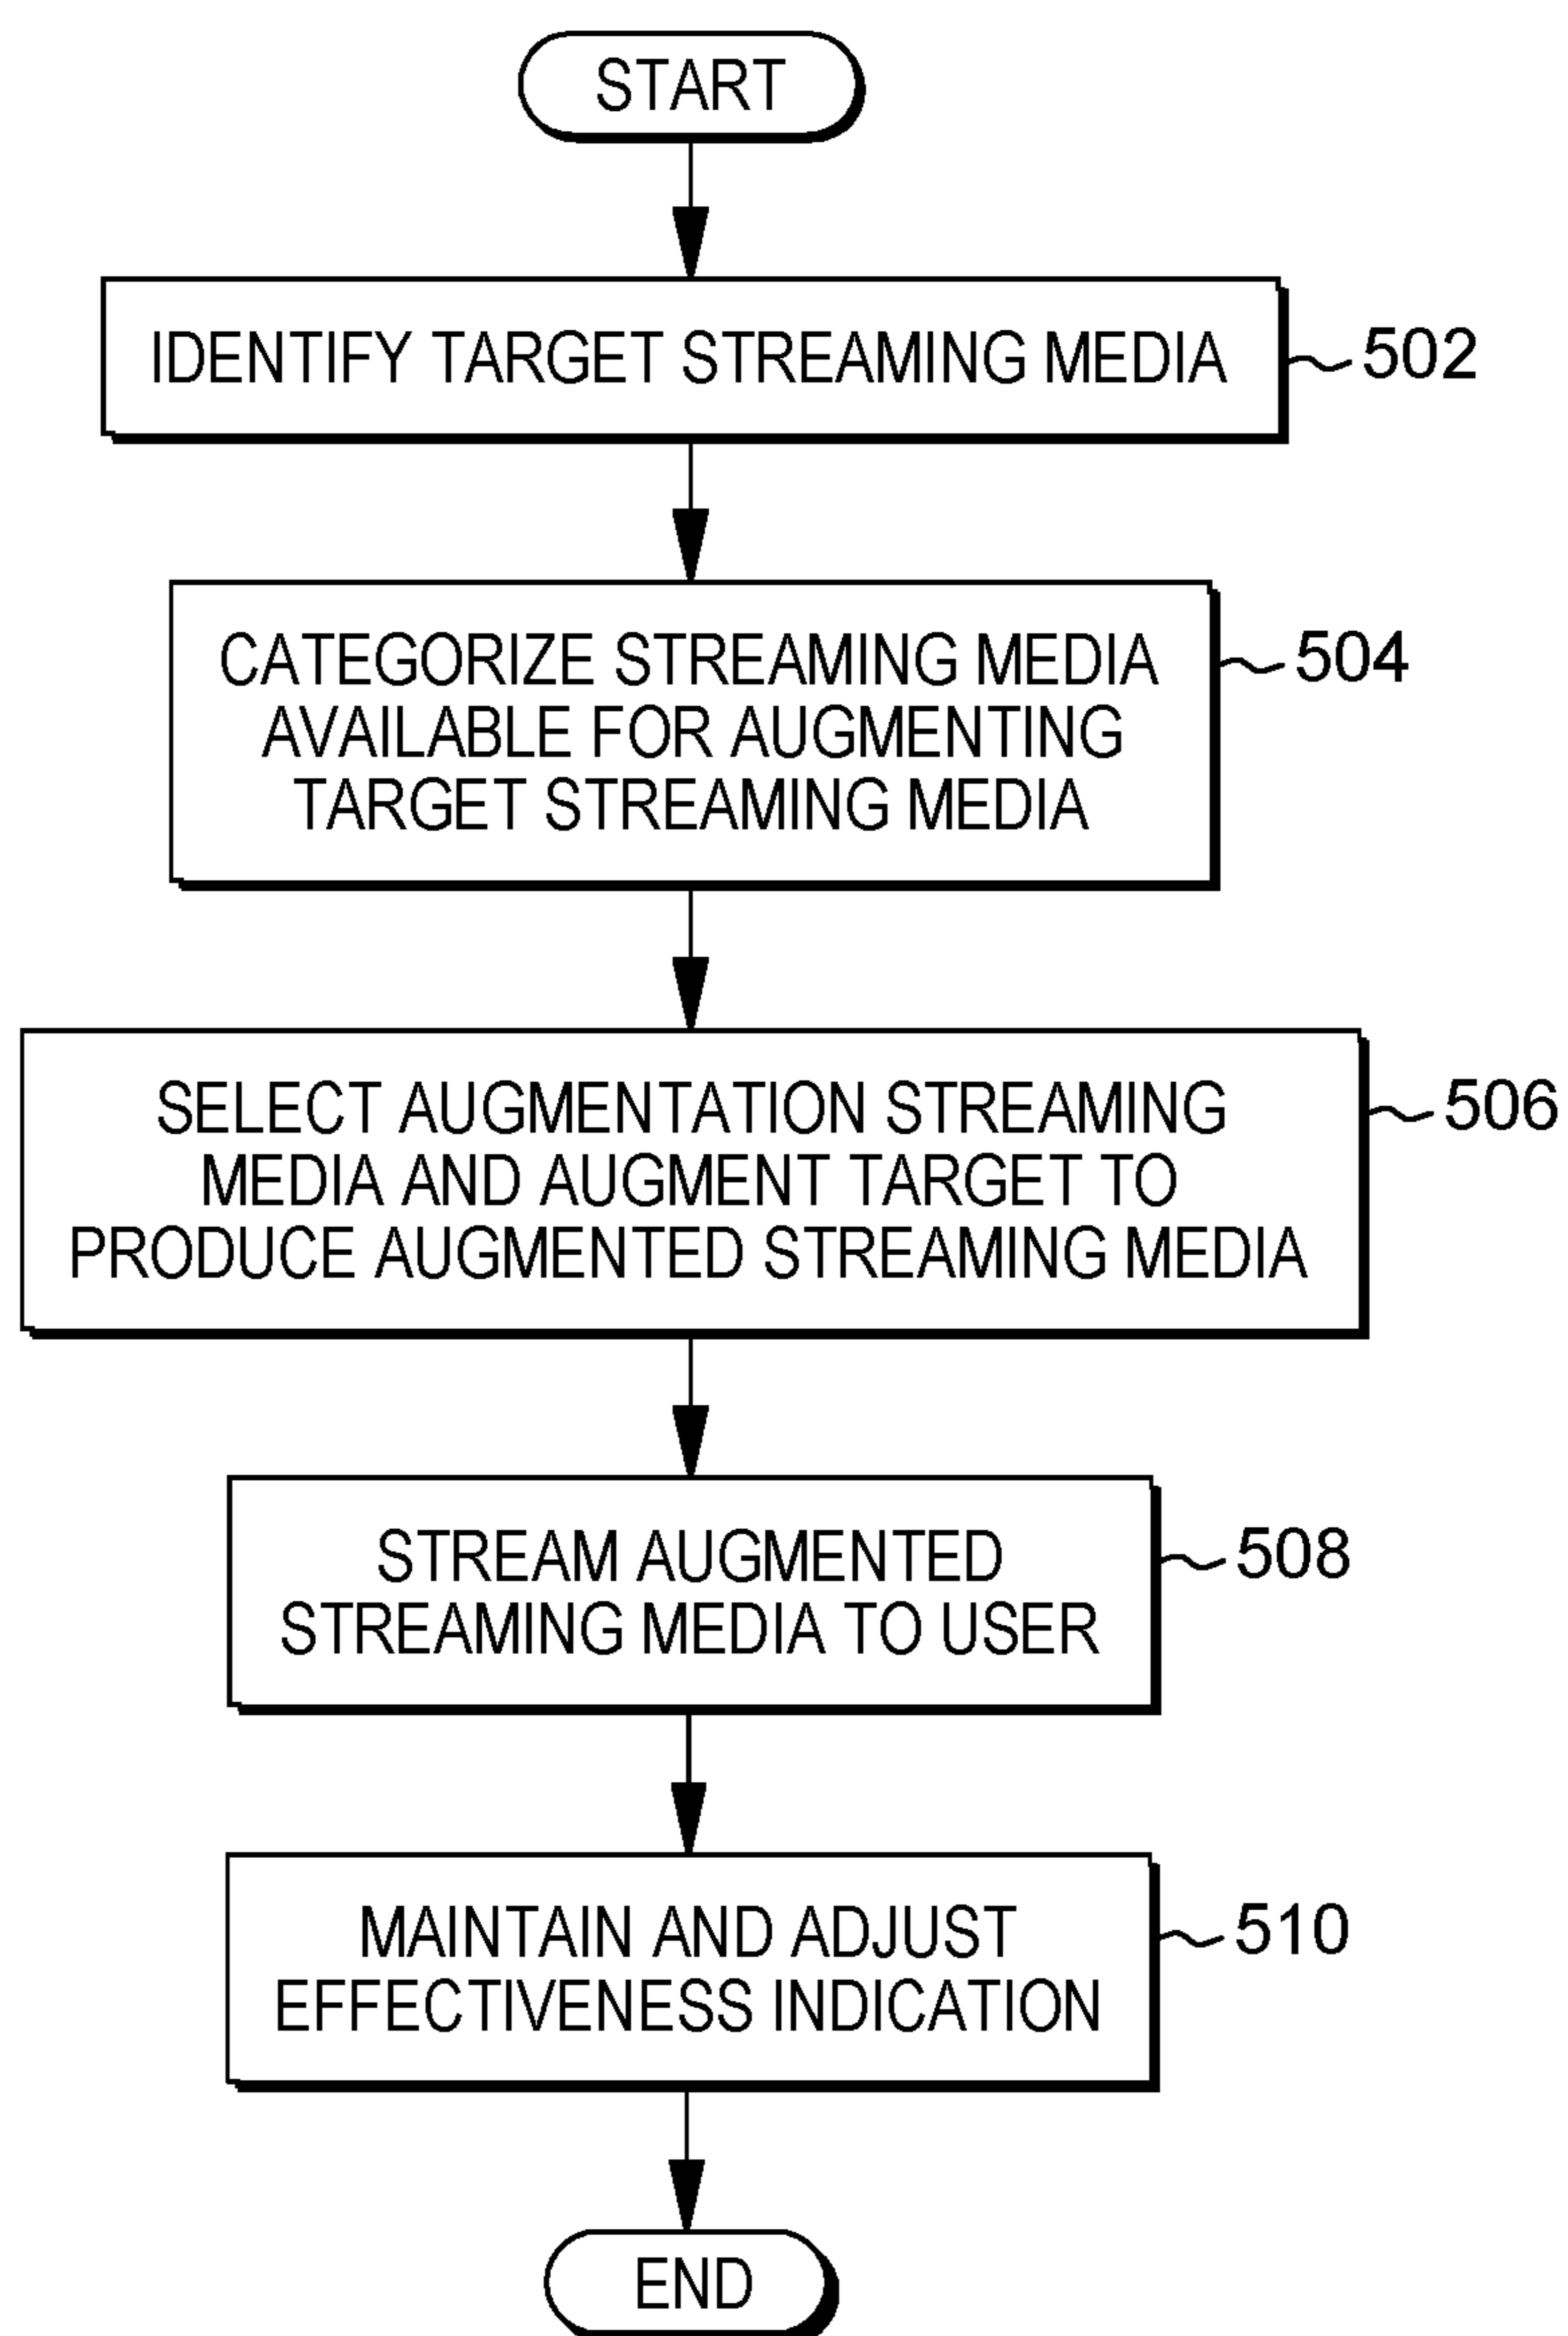 START
IDENTIFY TARGET STREAMING MEDIA
502
CATEGORIZE STREAMING MEDIA
AVAILABLE FOR AUGMENTING
TARGET STREAMING MEDIA
504
SELECT AUGMENTATION STREAMING
MEDIA AND AUGMENT TARGET TO
PRODUCE AUGMENTED STREAMING MEDIA
506
STREAM AUGMENTED
STREAMING MEDIA TO USER
508
MAINTAIN AND ADJUST
EFFECTIVENESS INDICATION
510
END